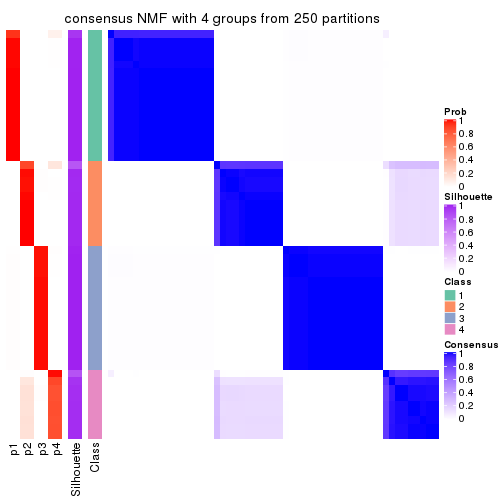 consensus NMF with 4 groups from 250 partitions
Prob
1
0.8
0.6
0.4
0.2
0
Silhouette
1
0.8
0.6
0.4
0.2
0
Class
1
2
3
4
Consensus
1
0.8
0.6
0.4
0.2
0
p1
p2
p3
p4
Silhouette
Class